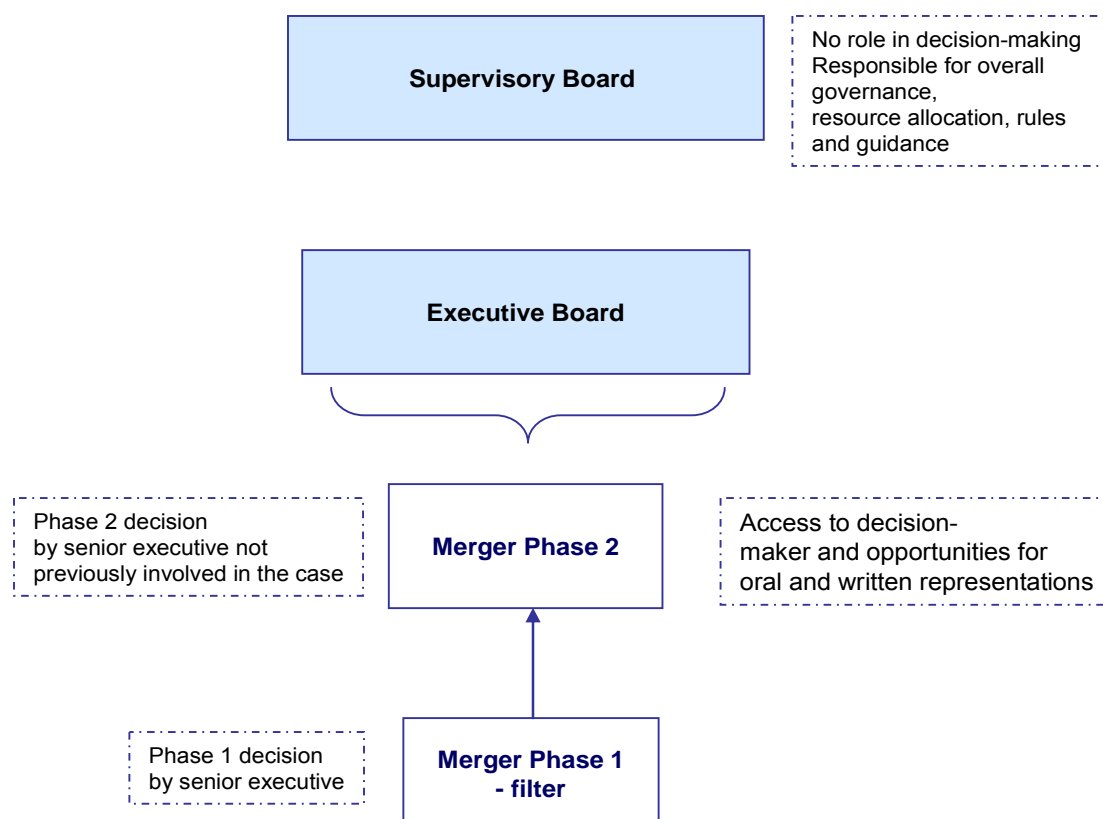 Supervisory Board
No role in decision-making
Responsible for overall
governance,
resource allocation, rules
and guidance
Executive Board
Phase 2 decision
by senior executive not
previously involved in the case
Merger Phase 2
Access to decision-
maker and opportunities for
oral and written representations
Phase 1 decision
by senior executive
Merger Phase 1
- filter